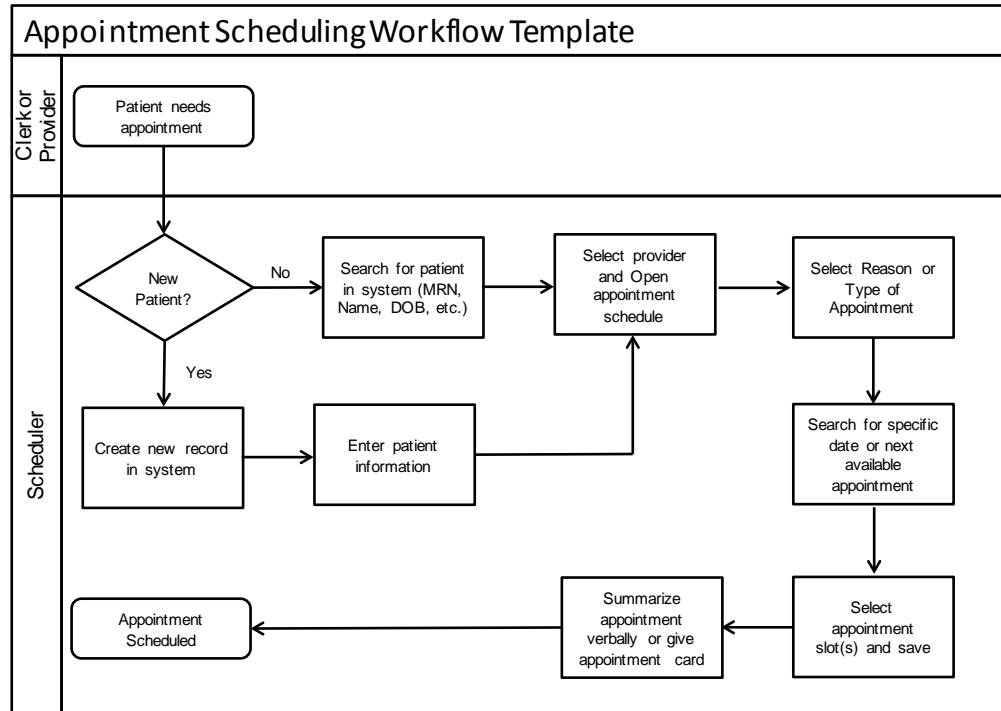 Appointment Scheduling Workflow Template
Clerk or
Provider
Patient needs
appointment
Scheduler
New
Patient?
No
Yes
Search for patient
in system (MRN,
Name, DOB, etc.)
Select provider
and Open
appointment
schedule
Select Reason or
Type of
Appointment
Create new record
in system
Enter patient
information
Search for specific
date or next
available
appointment
Appointment
Scheduled
Summarize
appointment
verbally or give
appointment card
Select
appointment
slot(s) and save